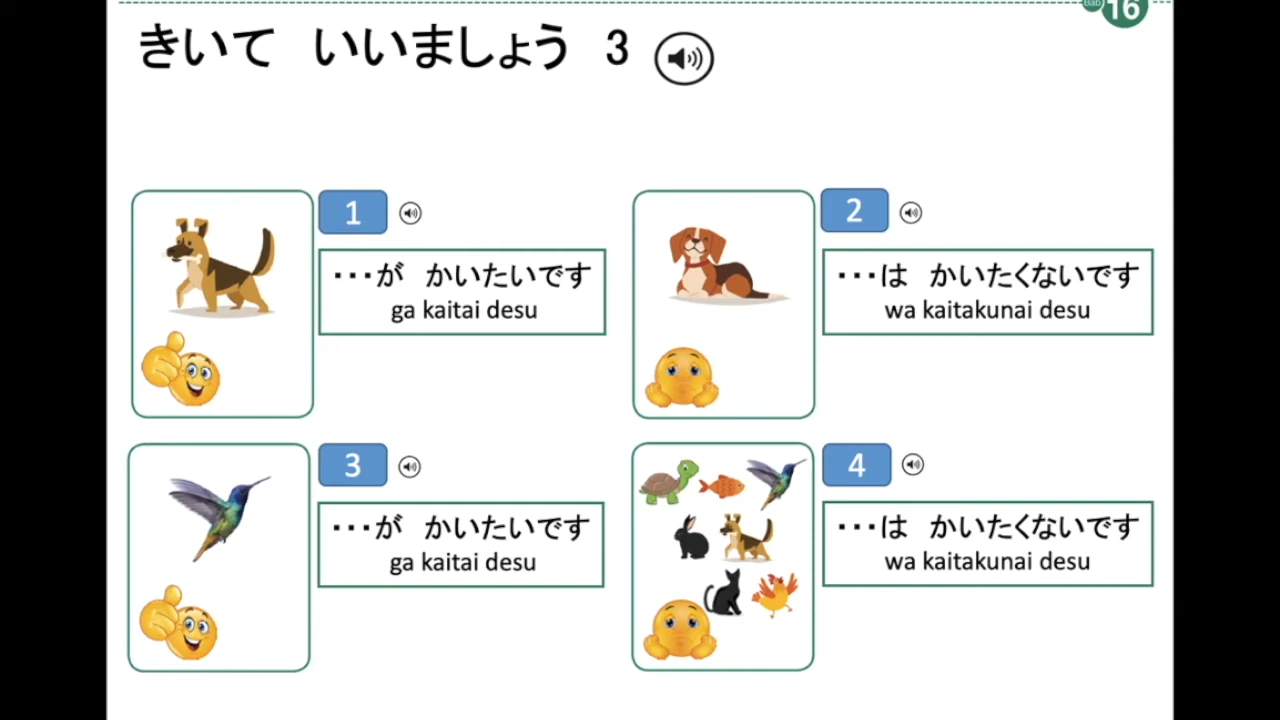 Bab 16
きいて いいましょう 3
1
・・・が かいたいです
ga kaitai desu
2
・・・は かいたくないです
wa kaitakunai desu
3
・・・が かいたいです
ga kaitai desu
4
・・・は かいたくないです
wa kaitakunai desu